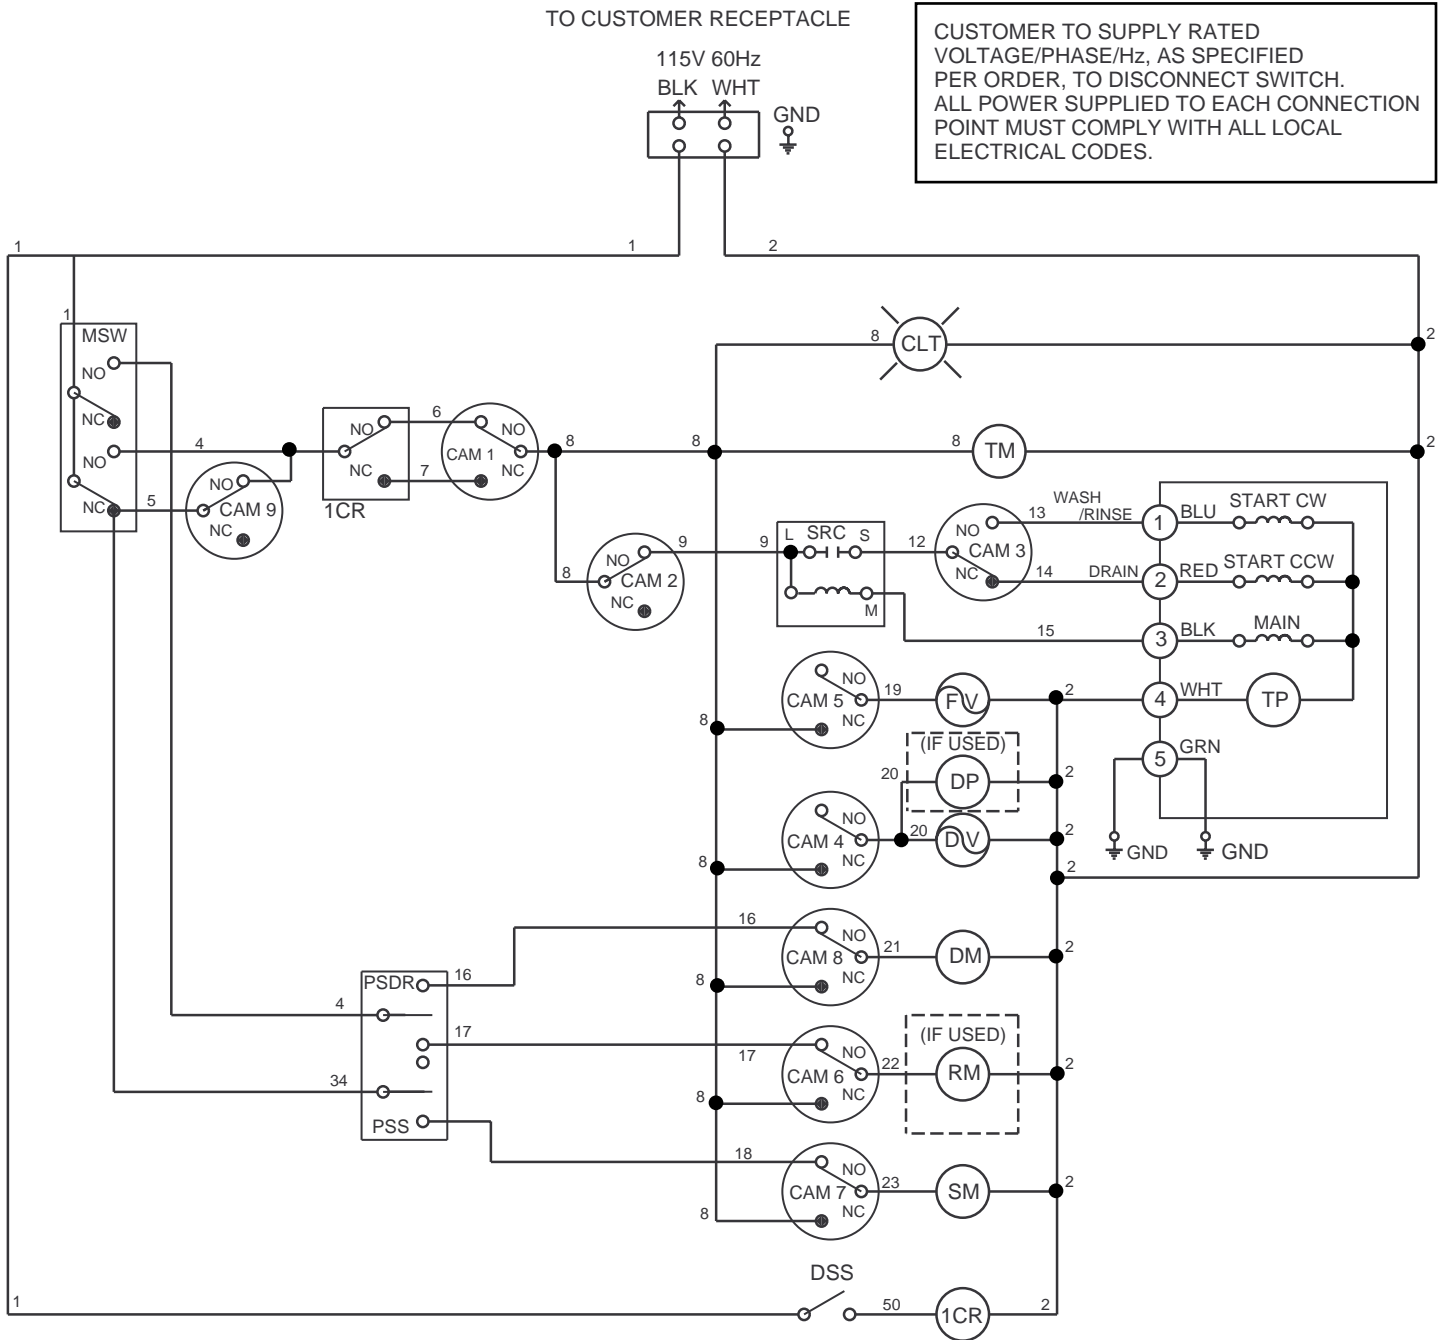 TO CUSTOMER RECEPTACLE
115V 60Hz
BLK WHT
GND
CUSTOMER TO SUPPLY RATED
VOLTAGE/PHASE/Hz, AS SPECIFIED
PER ORDER, TO DISCONNECT SWITCH.
ALL POWER SUPPLIED TO EACH CONNECTION
POINT MUST COMPLY WITH ALL LOCAL
ELECTRICAL CODES.
1
1
2
1
MSW
NO
NC
NO
NC
4
5
NO
CAM 9
NC
NO
NC
1CR
6
7
NO
CAM 1
NC
8
8
8
CLT
2
8
TM
2
8
NO
CAM 2
NC
9
9
L SRC S
M
12
NO
CAM 3
NC
13
WASH
/RINSE
14
DRAIN
15
1
BLU
START CW
2
RED
START CCW
3
BLK
MAIN
4
WHT
TP
5
GRN
GND
GND
8
NO
CAM 5
NC
19
FV
2
(IF USED)
20
DP
2
8
NO
CAM 4
NC
20
DV
2
2
16
8
NO
CAM 8
NC
21
DM
2
PSDR
16
4
17
34
PSS
17
8
NO
CAM 6
NC
22
(IF USED)
RM
2
18
8
NO
CAM 7
NC
23
SM
2
1
DSS
50
1CR
2